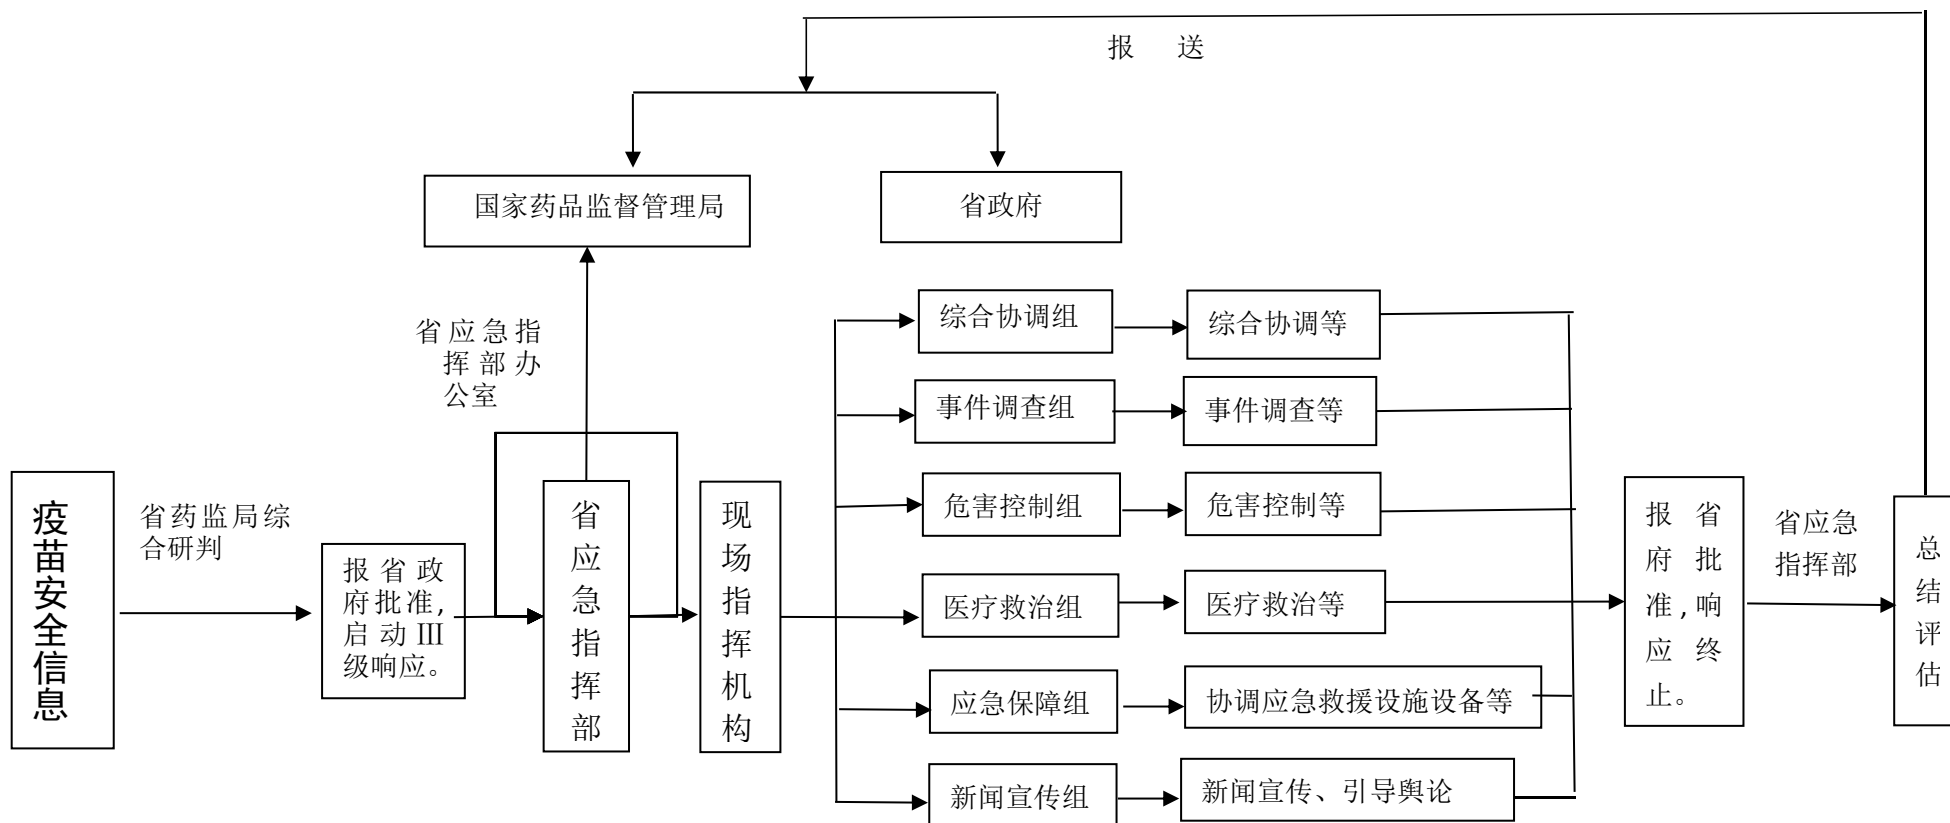 报 送
国家药品监督管理局
省政府
省应急指
挥部办
公室
综合协调组
综合协调等
事件调查组
事件调查等
疫苗安全信息
省药监局综
合研判
报省政
府批准,
启动Ⅲ
级响应。
省应急指挥部
现场指挥机构
危害控制组
危害控制等
医疗救治组
医疗救治等
应急保障组
协调应急救援设施设备等
新闻宣传组
新闻宣传、引导舆论
报省
府批
准,响
应终
止。
省应急
指挥部
总结评估